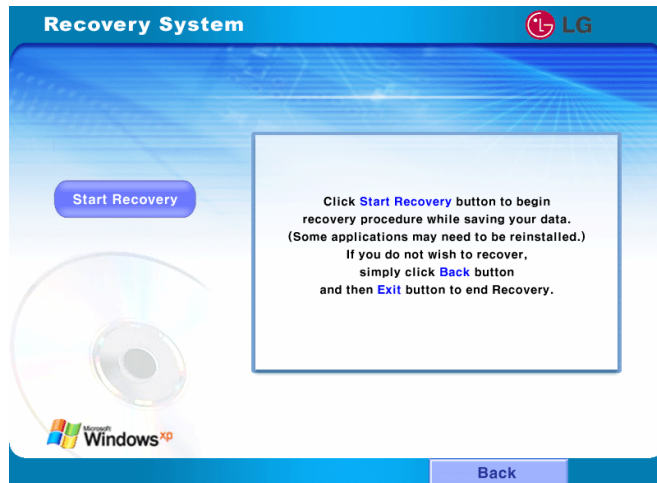 Recovery System
LG
Start Recovery
Click Start Recovery button to begin
recovery procedure while saving your data.
(Some applications may need to be reinstalled.)
If you do not wish to recover,
simply click Back button
and then Exit button to end Recovery.
Microsoft
Windows xp
Back